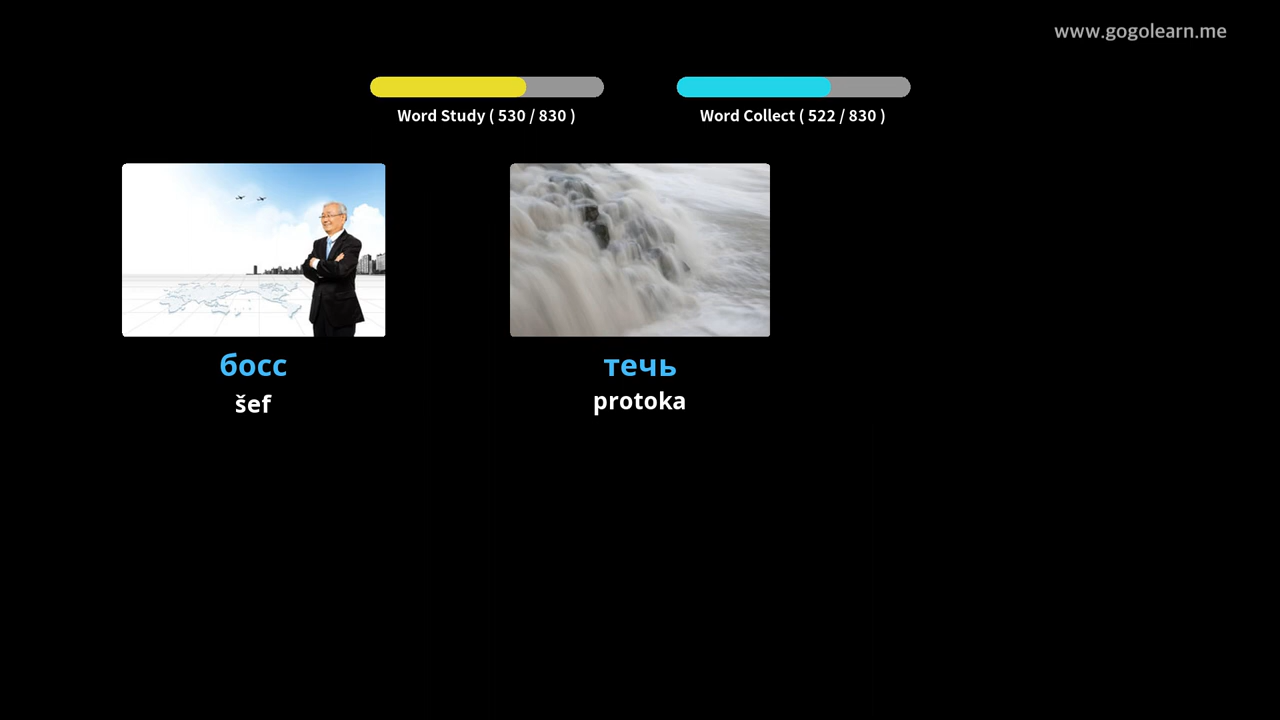 www.gogolearn.me
Word Study ( 530 / 830 )
Word Collect ( 522 / 830 )
босс
šef
течь
protoka